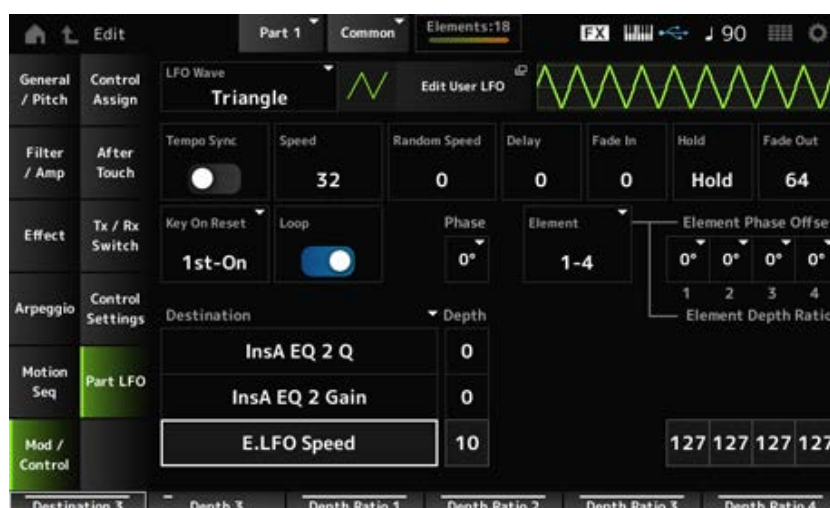 Edit
Part 1
Common
Elements:18
FX
♩ 90
General / Pitch
Control Assign
LFO Wave
Triangle
Edit User LFO
Filter / Amp
After Touch
Tempo Sync
Speed
32
Random Speed
0
Delay
0
Fade In
0
Hold
Hold
Fade Out
64
Effect
Tx / Rx Switch
Key On Reset
1st-On
Loop
Phase
0°
Element
1-4
Element Phase Offse
0° 0° 0° 0°
1 2 3 4
Element Depth Ratio
Arpeggio
Control Settings
Destination
Depth
InsA EQ 2 Q
0
Motion Seq
Part LFO
InsA EQ 2 Gain
0
Mod / Control
E.LFO Speed
10
127 127 127 127
Destination 3
Depth 3
Depth Ratio 1
Depth Ratio 2
Depth Ratio 3
Depth Ratio 4